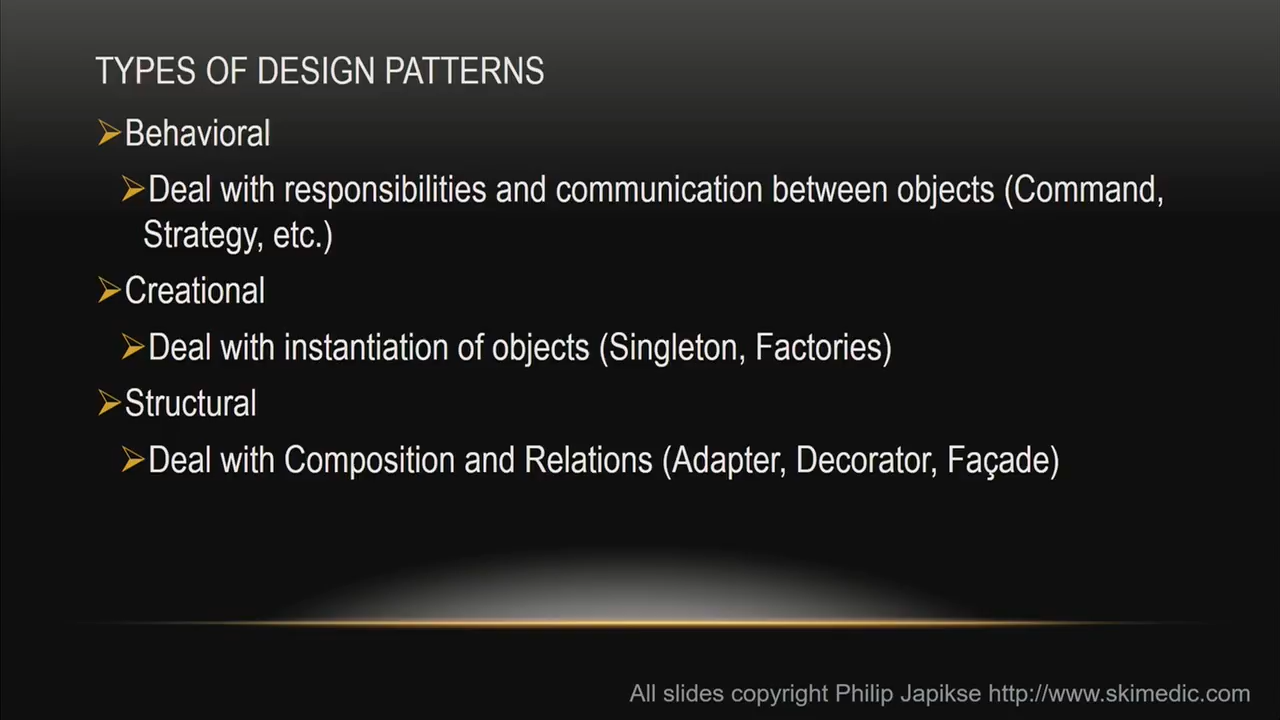 TYPES OF DESIGN PATTERNS
Behavioral
Deal with responsibilities and communication between objects (Command,
Strategy, etc.)
Creational
Deal with instantiation of objects (Singleton, Factories)
Structural
Deal with Composition and Relations (Adapter, Decorator, Façade)
All slides copyright Philip Japikse http://www.skimedic.com